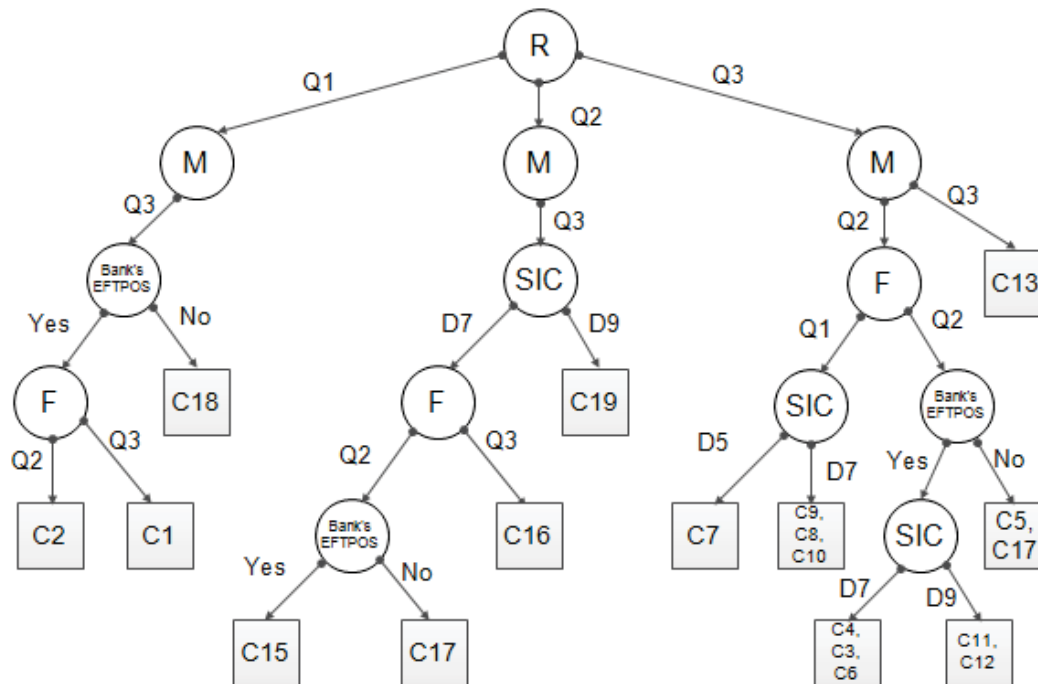 R
Q1
Q2
Q3
M
M
M
Q3
Q3
Q2
Q3
Bank's
EFTPOS
SIC
F
C13
Yes
No
D7
D9
Q1
Q2
F
C18
F
C19
SIC
Bank's
EFTPOS
Q2
Q3
Q2
Q3
D5
D7
Yes
No
C2
C1
Bank's
EFTPOS
C16
C7
C9,
C8,
C10
SIC
C5,
C17
Yes
No
D7
D9
C15
C17
C4,
C3,
C6
C11,
C12